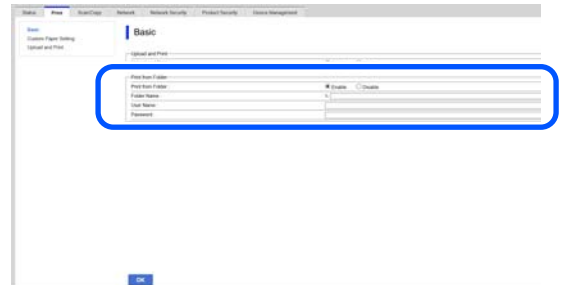 Status Print Scan/Copy Network Network Security Product Security Device Management
Basic
Custom Paper Setting
Upload and Print
Basic
Upload and Print
Print from Folder
Print from Folder : Enable Disable
Folder Name :
User Name :
Password :
OK